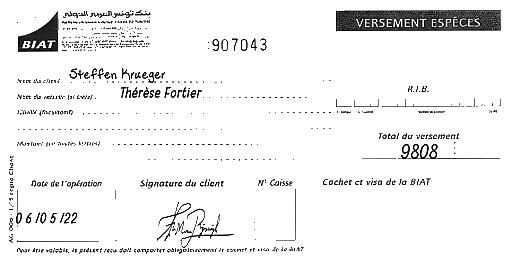 بنك تونس العربي الدولي
BIAT
VERSEMENT ESPÈCES
907043
Nom du client Steffen Krueger
Nom du remettant (si tiers) Thérèse Fortier
R.I.B.
Libellé (facultatif)
Montant (en toutes lettres)
Total du versement
9808
Date de l'opération
Signature du client
N° Caisse
Cachet et visa de la BIAT
06/05/22
Pour être valable, le présent reçu doit comporter obligatoirement le cachet et visa de la BIAT